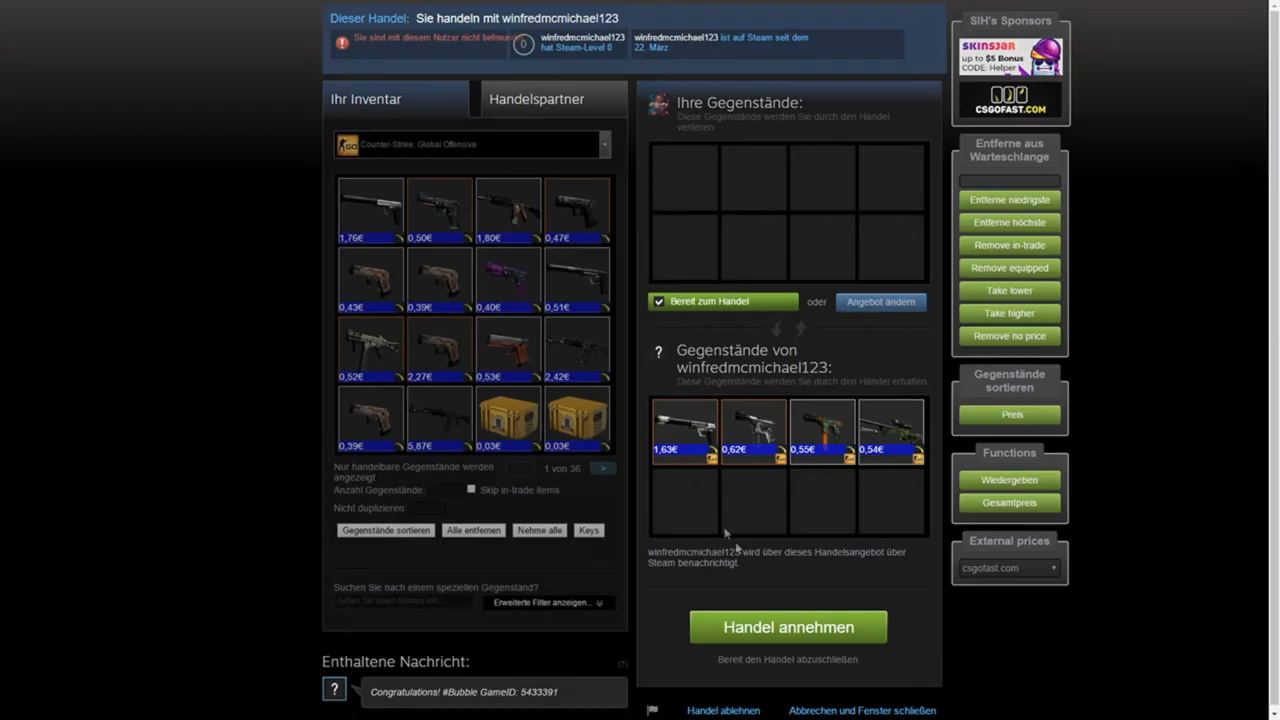 Dieser Handel: Sie handeln mit winfredmcmichael123
Sie sind mit diesem Nutzer nicht
0
winfredmcmichael123
hat Steam-Level 0
winfredmcmichael123 ist auf Steam seit dem
22. März
Ihr Inventar
Handelspartner
Counter-Strike: Global Offensive
1,76€ 0,50€ 1,80€ 0,47€
0,43€ 0,39€ 0,40€ 0,51€
0,52€ 2,27€ 0,53€ 2,42€
0,39€ 5,87€ 0,03€ 0,03€
Nur handelbare Gegenstände werden
angezeigt
1 von 36 >
Anzahl Gegenstände:
Skip in-trade items
Nicht duplizieren:
Gegenstände sortieren
Alle entfernen
Nehme alle
Keys
Suchen Sie nach einem speziellen Gegenstand?
Geben Sie einen Namen ein...
Erweiterte Filter anzeigen...
Enthaltene Nachricht:
(?)
?
Congratulations! #Bubble GameID: 5433391
Ihre Gegenstände:
Diese Gegenstände werden Sie durch den Handel
verlieren
Bereit zum Handel
oder
Angebot ändern
?
Gegenstände von
winfredmcmichael123:
Diese Gegenstände werden Sie durch den Handel erhalten
1,63€ 0,62€ 0,55€ 0,54€
winfredmcmichael123 wird über dieses Handelsangebot über
Steam benachrichtigt.
Handel annehmen
Bereit den Handel abzuschließen.
Handel ablehnen
Abbrechen und Fenster schließen
SIH's Sponsors
SKINSJAR
up to $5 Bonus
CODE: Helper
CSGOFAST.COM
Entferne aus
Warteschlange
Entferne niedrigste
Entferne höchste
Remove in-trade
Remove equipped
Take lower
Take higher
Remove no price
Gegenstände
sortieren
Preis
Functions
Wiedergeben
Gesamtpreis
External prices
csgofast.com